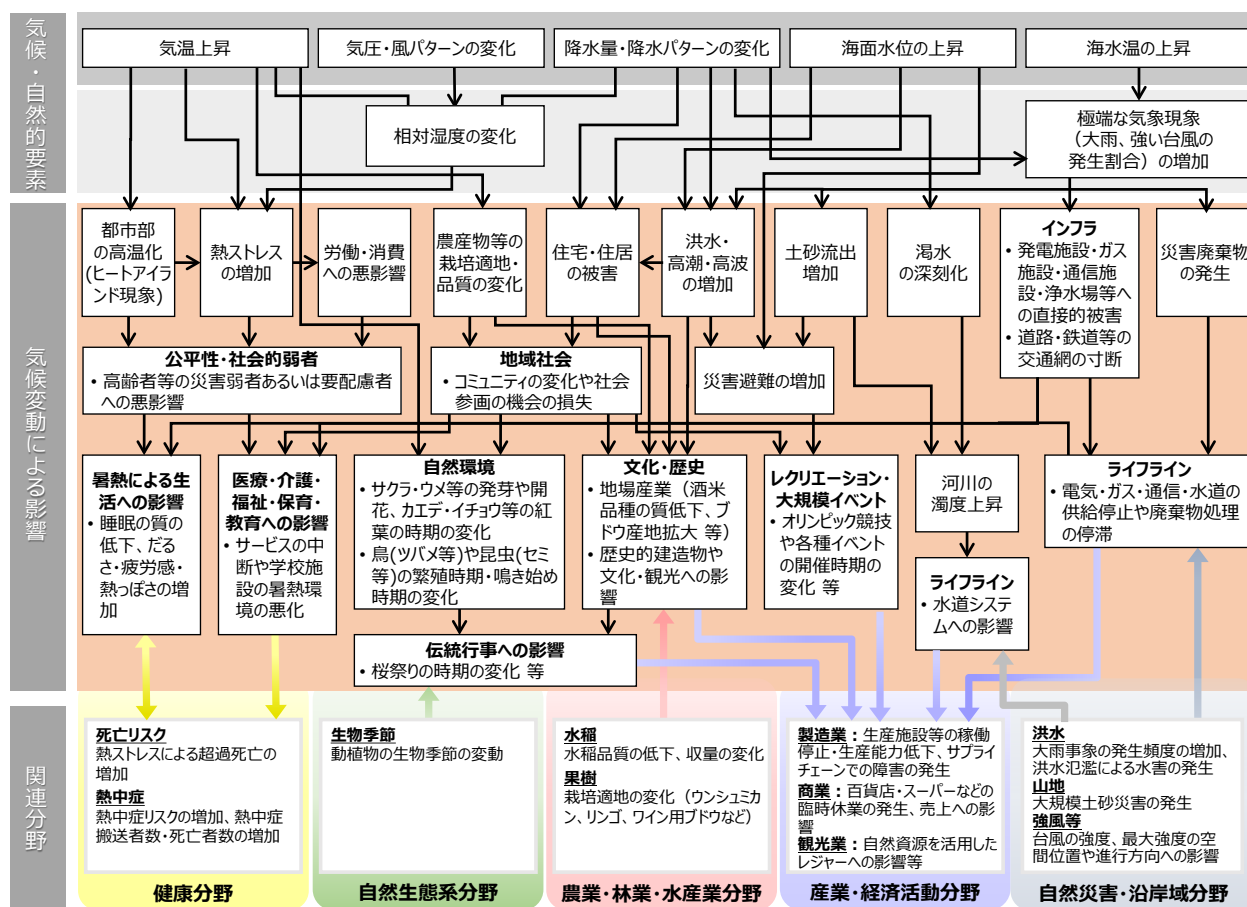 気候・自然的要素
気温上昇
気圧・風パターンの変化
降水量・降水パターンの変化
海面水位の上昇
海水温の上昇
相対湿度の変化
極端な気象現象
（大雨、強い台風の
発生割合）の増加
気候変動による影響
都市部
の高温化
(ヒートアイラ
ンド現象)
熱ストレス
の増加
労働・消費
への悪影響
農産物等の
栽培適地・
品質の変化
住宅・住居
の被害
洪水・
高潮・高波
の増加
土砂流出
増加
渇水
の深刻化
インフラ
• 発電施設・ガス
施設・通信施
設・浄水場等へ
の直接的被害
• 道路・鉄道等の
交通網の寸断
災害廃棄物
の発生
公平性・社会的弱者
• 高齢者等の災害弱者あるいは要配慮者
への悪影響
地域社会
• コミュニティの変化や社会
参画の機会の損失
災害避難の増加
暑熱による生
活への影響
• 睡眠の質の
低下、だる
さ・疲労感・
熱っぽさの増
加
医療・介護・
福祉・保育・
教育への影響
• サービスの中
断や学校施
設の暑熱環
境の悪化
自然環境
• サクラ・ウメ等の発芽や開
花、カエデ・イチョウ等の紅
葉の時期の変化
• 鳥(ツバメ等)や昆虫(セミ
等)の繁殖時期・鳴き始め
時期の変化
文化・歴史
• 地場産業（酒米
品種の質低下、ブ
ドウ産地拡大 等）
• 歴史的建造物や
文化・観光への影
響
レクリエーション・
大規模イベント
• オリンピック競技
や各種イベント
の開催時期の
変化 等
河川の
濁度上昇
ライフライン
• 電気・ガス・通信・水道の
供給停止や廃棄物処理
の停滞
ライフライン
• 水道システ
ムへの影響
伝統行事への影響
• 桜祭りの時期の変化 等
関連分野
死亡リスク
熱ストレスによる超過死亡の
増加
熱中症
熱中症リスクの増加、熱中症
搬送者数・死亡者数の増加
健康分野
生物季節
動植物の生物季節の変動
自然生態系分野
水稲
水稲品質の低下、収量の変化
果樹
栽培適地の変化（ウンシュミカ
ン、リンゴ、ワイン用ブドウなど）
農業・林業・水産業分野
製造業：生産施設等の稼働
停止・生産能力低下、サプライ
チェーンでの障害の発生
商業：百貨店・スーパーなどの
臨時休業の発生、売上への影
響
観光業：自然資源を活用した
レジャーへの影響等
産業・経済活動分野
洪水
大雨事象の発生頻度の増加、
洪水氾濫による水害の発生
山地
大規模土砂災害の発生
強風等
台風の強度、最大強度の空
間位置や進行方向への影響
自然災害・沿岸域分野